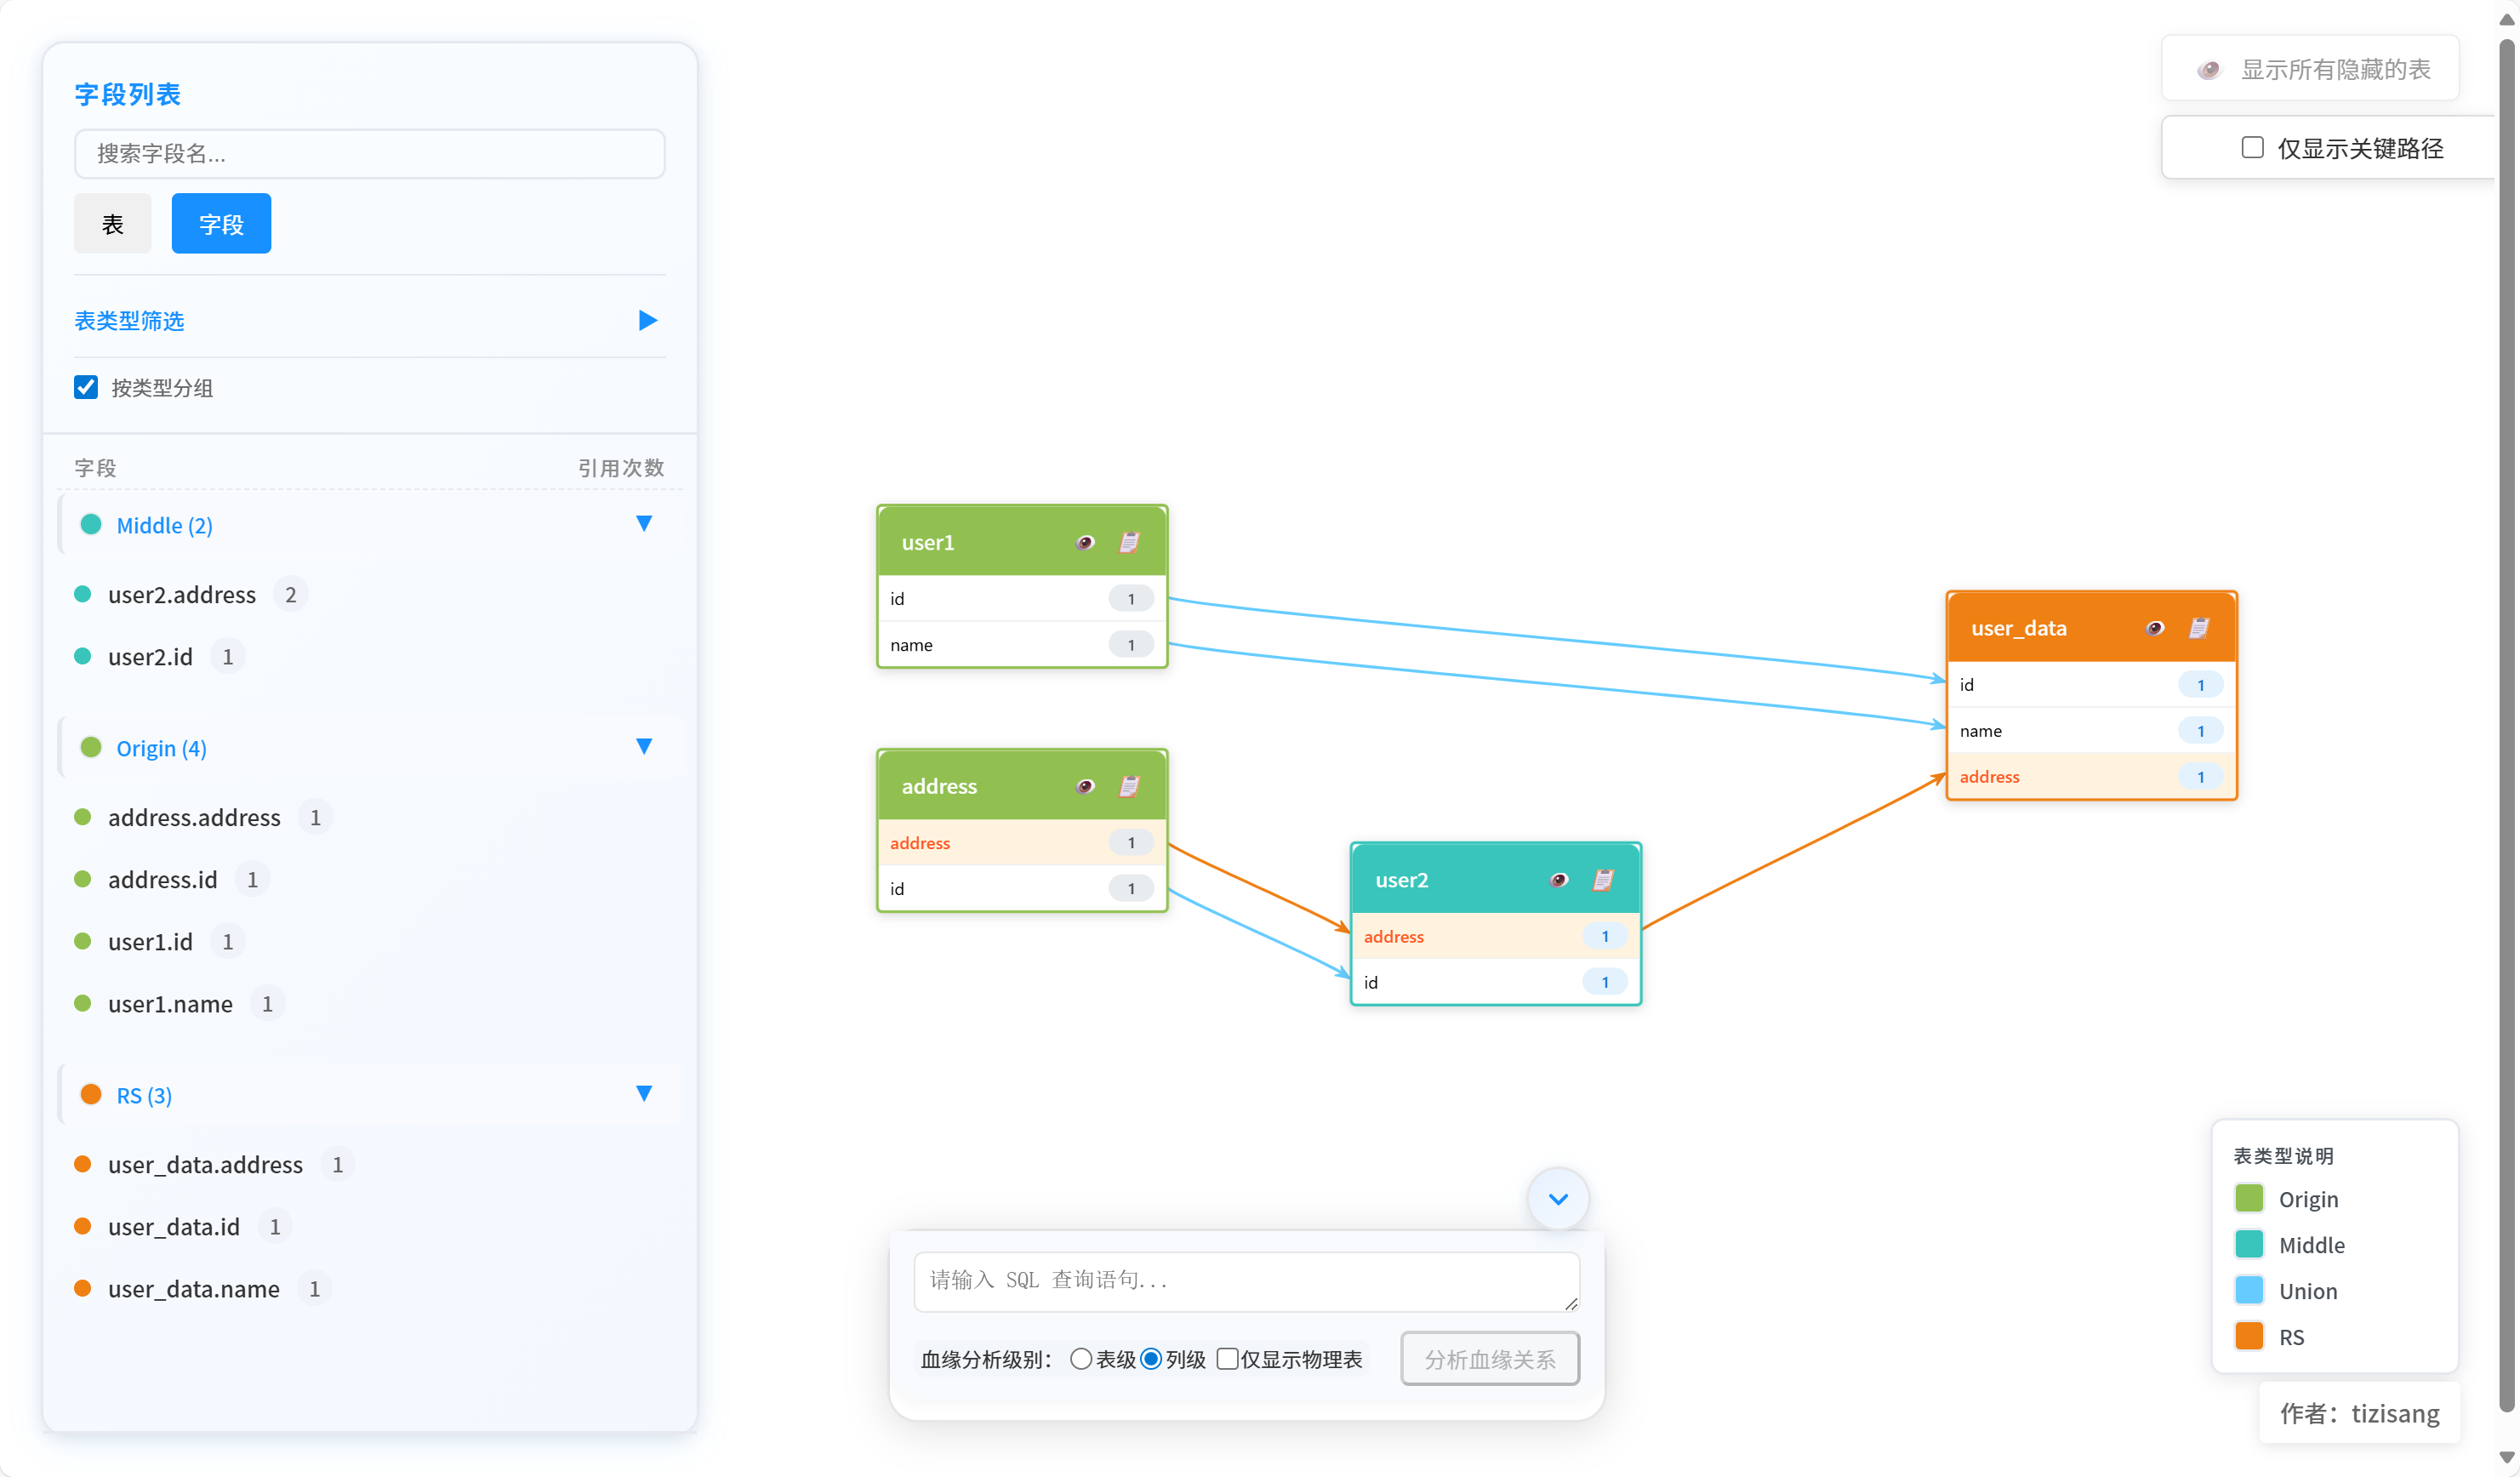 字段列表
搜索字段名...
表 字段
表类型筛选
按类型分组
字段 引用次数
Middle (2)
user2.address 2
user2.id 1
Origin (4)
address.address 1
address.id 1
user1.id 1
user1.name 1
RS (3)
user_data.address 1
user_data.id 1
user_data.name 1
显示所有隐藏的表
仅显示关键路径
user1
id 1
name 1
address
address 1
id 1
user2
address 1
id 1
user_data
id 1
name 1
address 1
请输入 SQL 查询语句...
血缘分析级别： 表级 列级 仅显示物理表 分析血缘关系
表类型说明
Origin
Middle
Union
RS
作者：tizisang